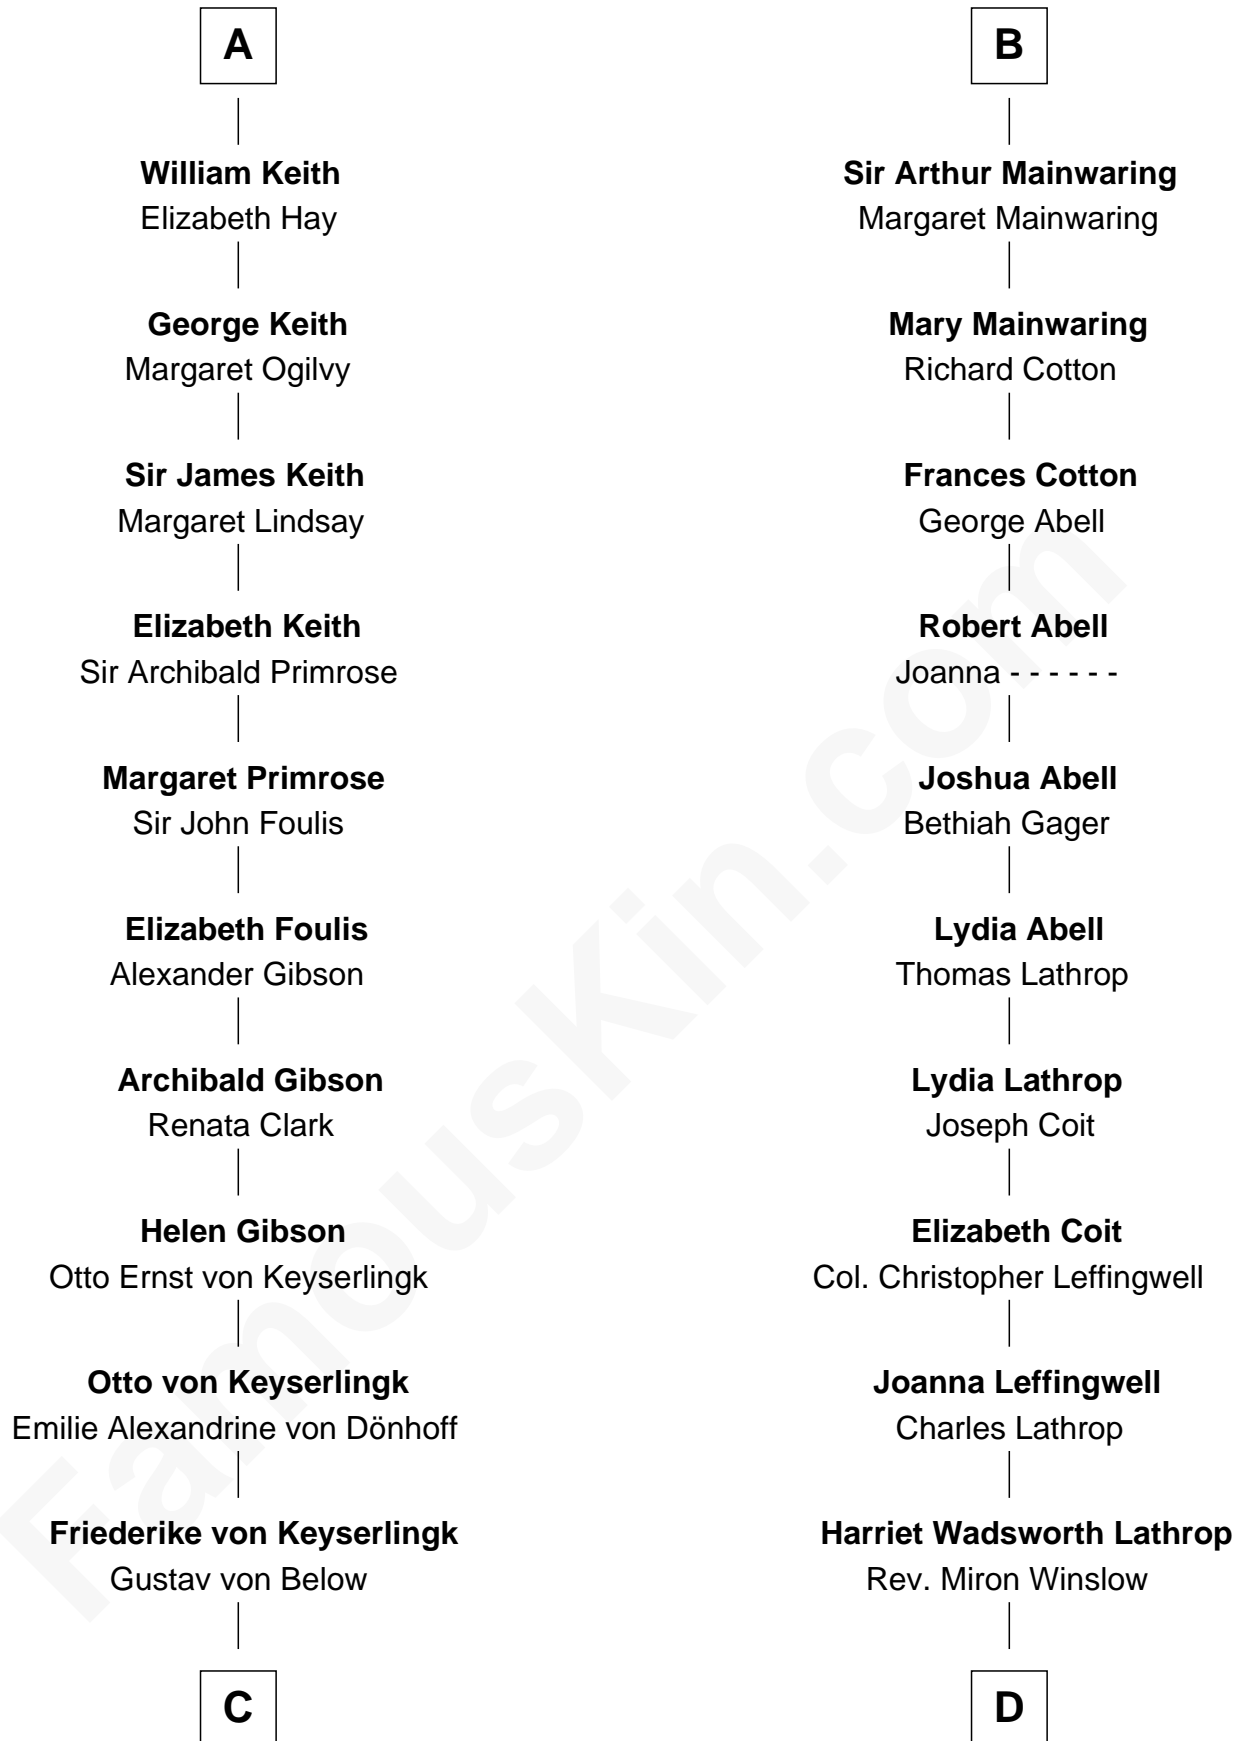 A
William Keith
Elizabeth Hay
George Keith
Margaret Ogilvy
Sir James Keith
Margaret Lindsay
Elizabeth Keith
Sir Archibald Primrose
Margaret Primrose
Sir John Foulis
Elizabeth Foulis
Alexander Gibson
Archibald Gibson
Renata Clark
Helen Gibson
Otto Ernst von Keyserlingk
Otto von Keyserlingk
Emilie Alexandrine von Dönhoff
Friederike von Keyserlingk
Gustav von Below
C
B
Sir Arthur Mainwaring
Margaret Mainwaring
Mary Mainwaring
Richard Cotton
Frances Cotton
George Abell
Robert Abell
Joanna - - - - - -
Joshua Abell
Bethiah Gager
Lydia Abell
Thomas Lathrop
Lydia Lathrop
Joseph Coit
Elizabeth Coit
Col. Christopher Leffingwell
Joanna Leffingwell
Charles Lathrop
Harriet Wadsworth Lathrop
Rev. Miron Winslow
D
FamousKin.com